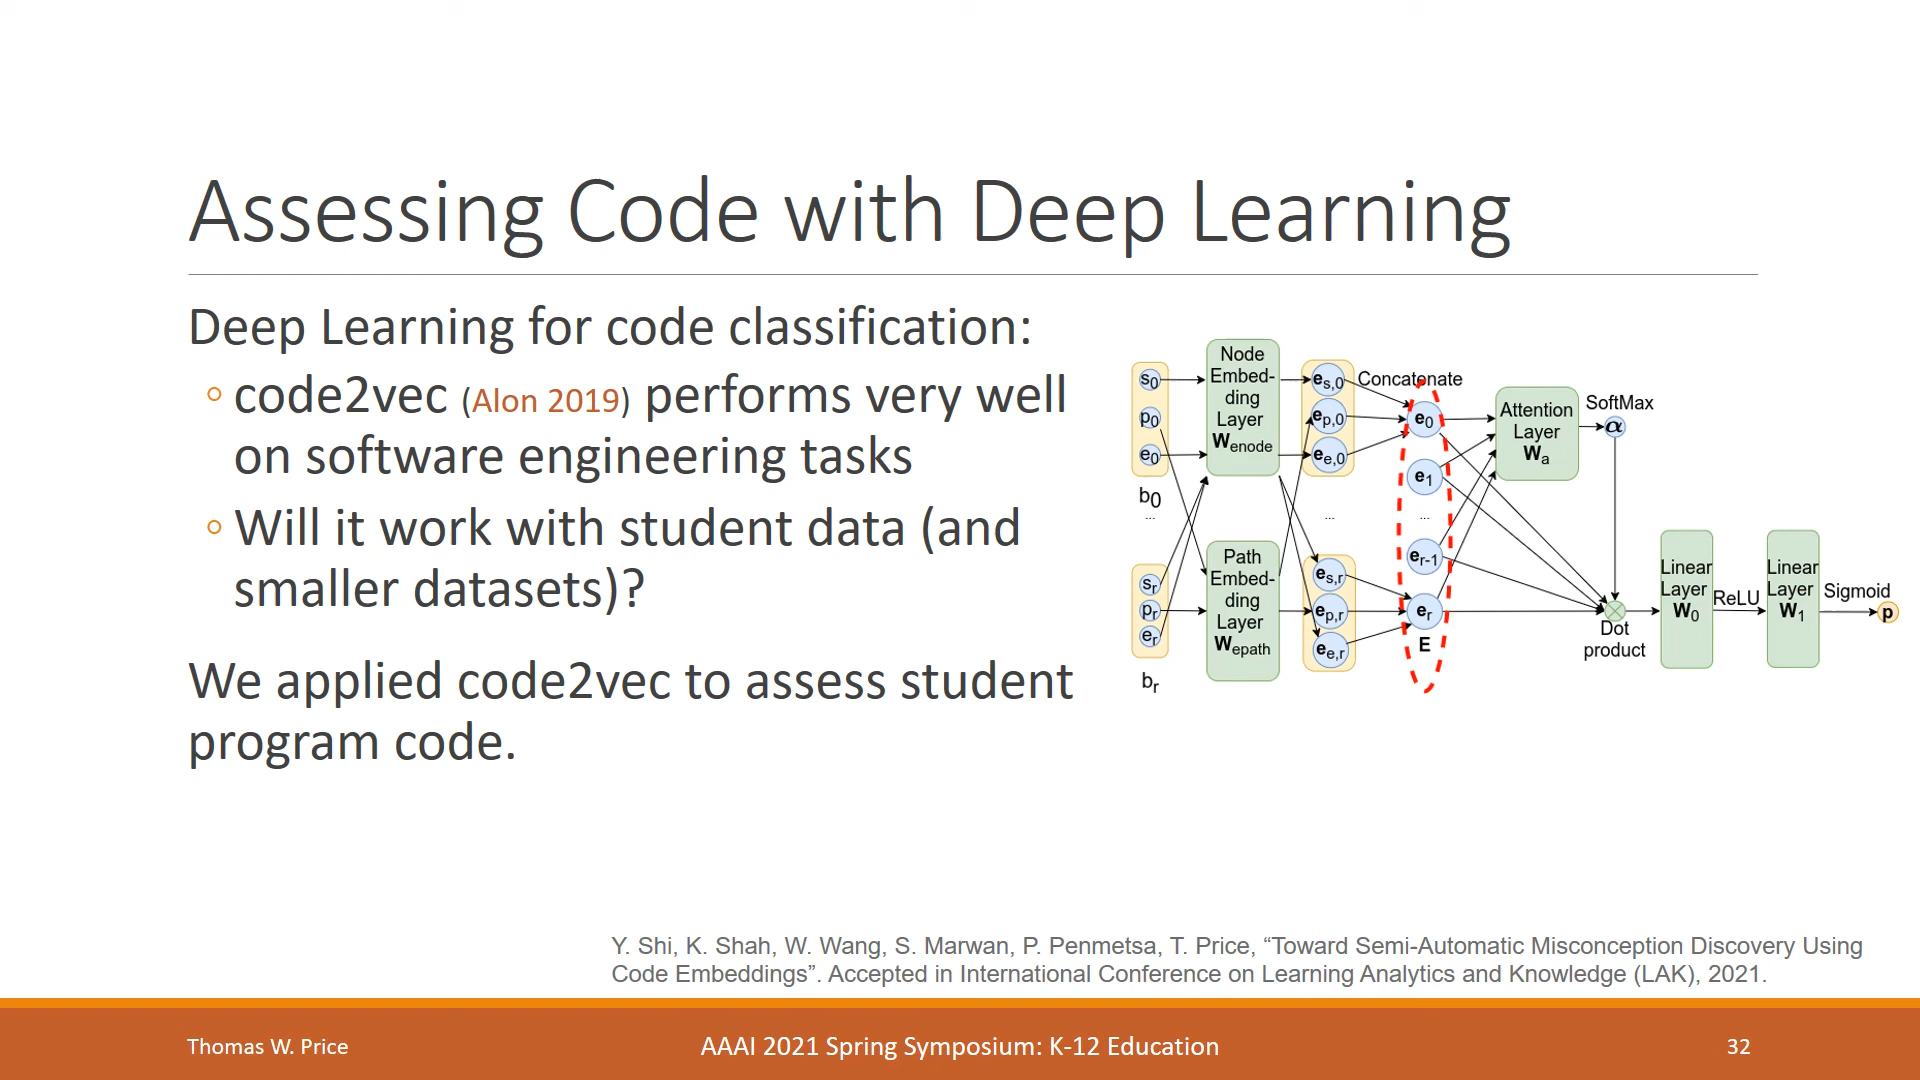 Assessing Code with Deep Learning
Deep Learning for code classification:
◦ code2vec (Alon 2019) performs very well
on software engineering tasks
◦ Will it work with student data (and
smaller datasets)?
We applied code2vec to assess student
program code.
s0
p0
e0
b0
...
sr
pr
er
br
Node
Embed-
ding
Layer
Wenode
Path
Embed-
ding
Layer
Wepath
es,0
ep,0
ee,0
...
es,r
ep,r
ee,r
Concatenate
e0
e1
...
er-1
er
E
Attention
Layer
Wa
SoftMax
α
Dot
product
Linear
Layer
W0
ReLU
Linear
Layer
W1
Sigmoid
p
Y. Shi, K. Shah, W. Wang, S. Marwan, P. Penmetsa, T. Price, “Toward Semi-Automatic Misconception Discovery Using
Code Embeddings”. Accepted in International Conference on Learning Analytics and Knowledge (LAK), 2021.
Thomas W. Price
AAAI 2021 Spring Symposium: K-12 Education
32